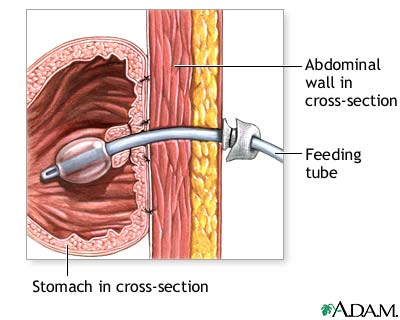 Abdominal
wall in
cross-section
Feeding
tube
Stomach in cross-section
A.D.A.M.